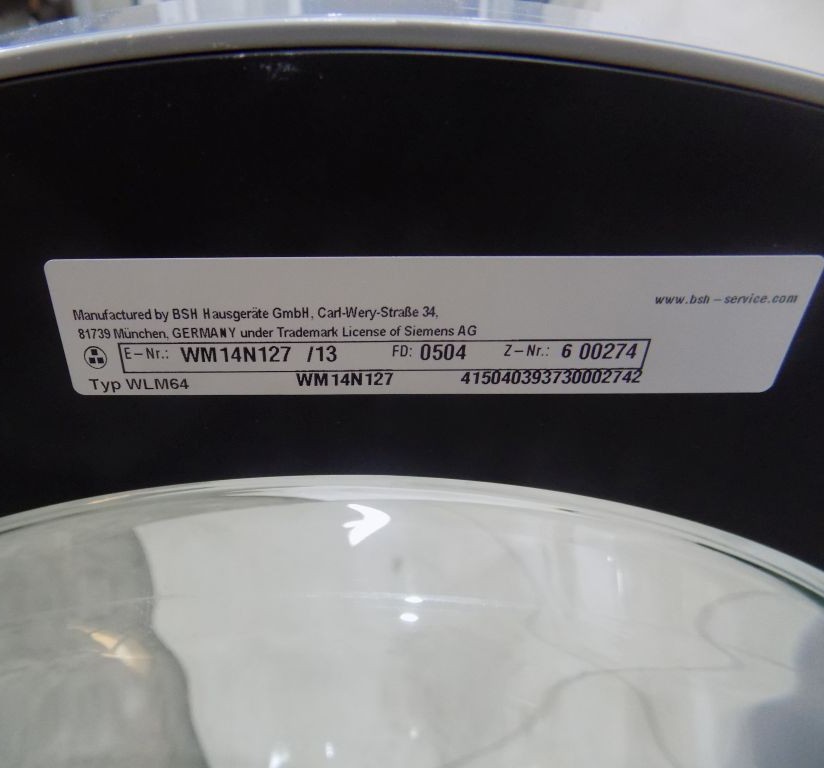 www.bsh-service.com
Manufactured by BSH Hausgeräte GmbH, Carl-Wery-Straße 34,
81739 München, GERMANY under Trademark License of Siemens AG
E-Nr.: WM14N127 /13 FD: 0504 Z-Nr.: 6 00274
Typ WLM64 WM14N127 415040393730002742